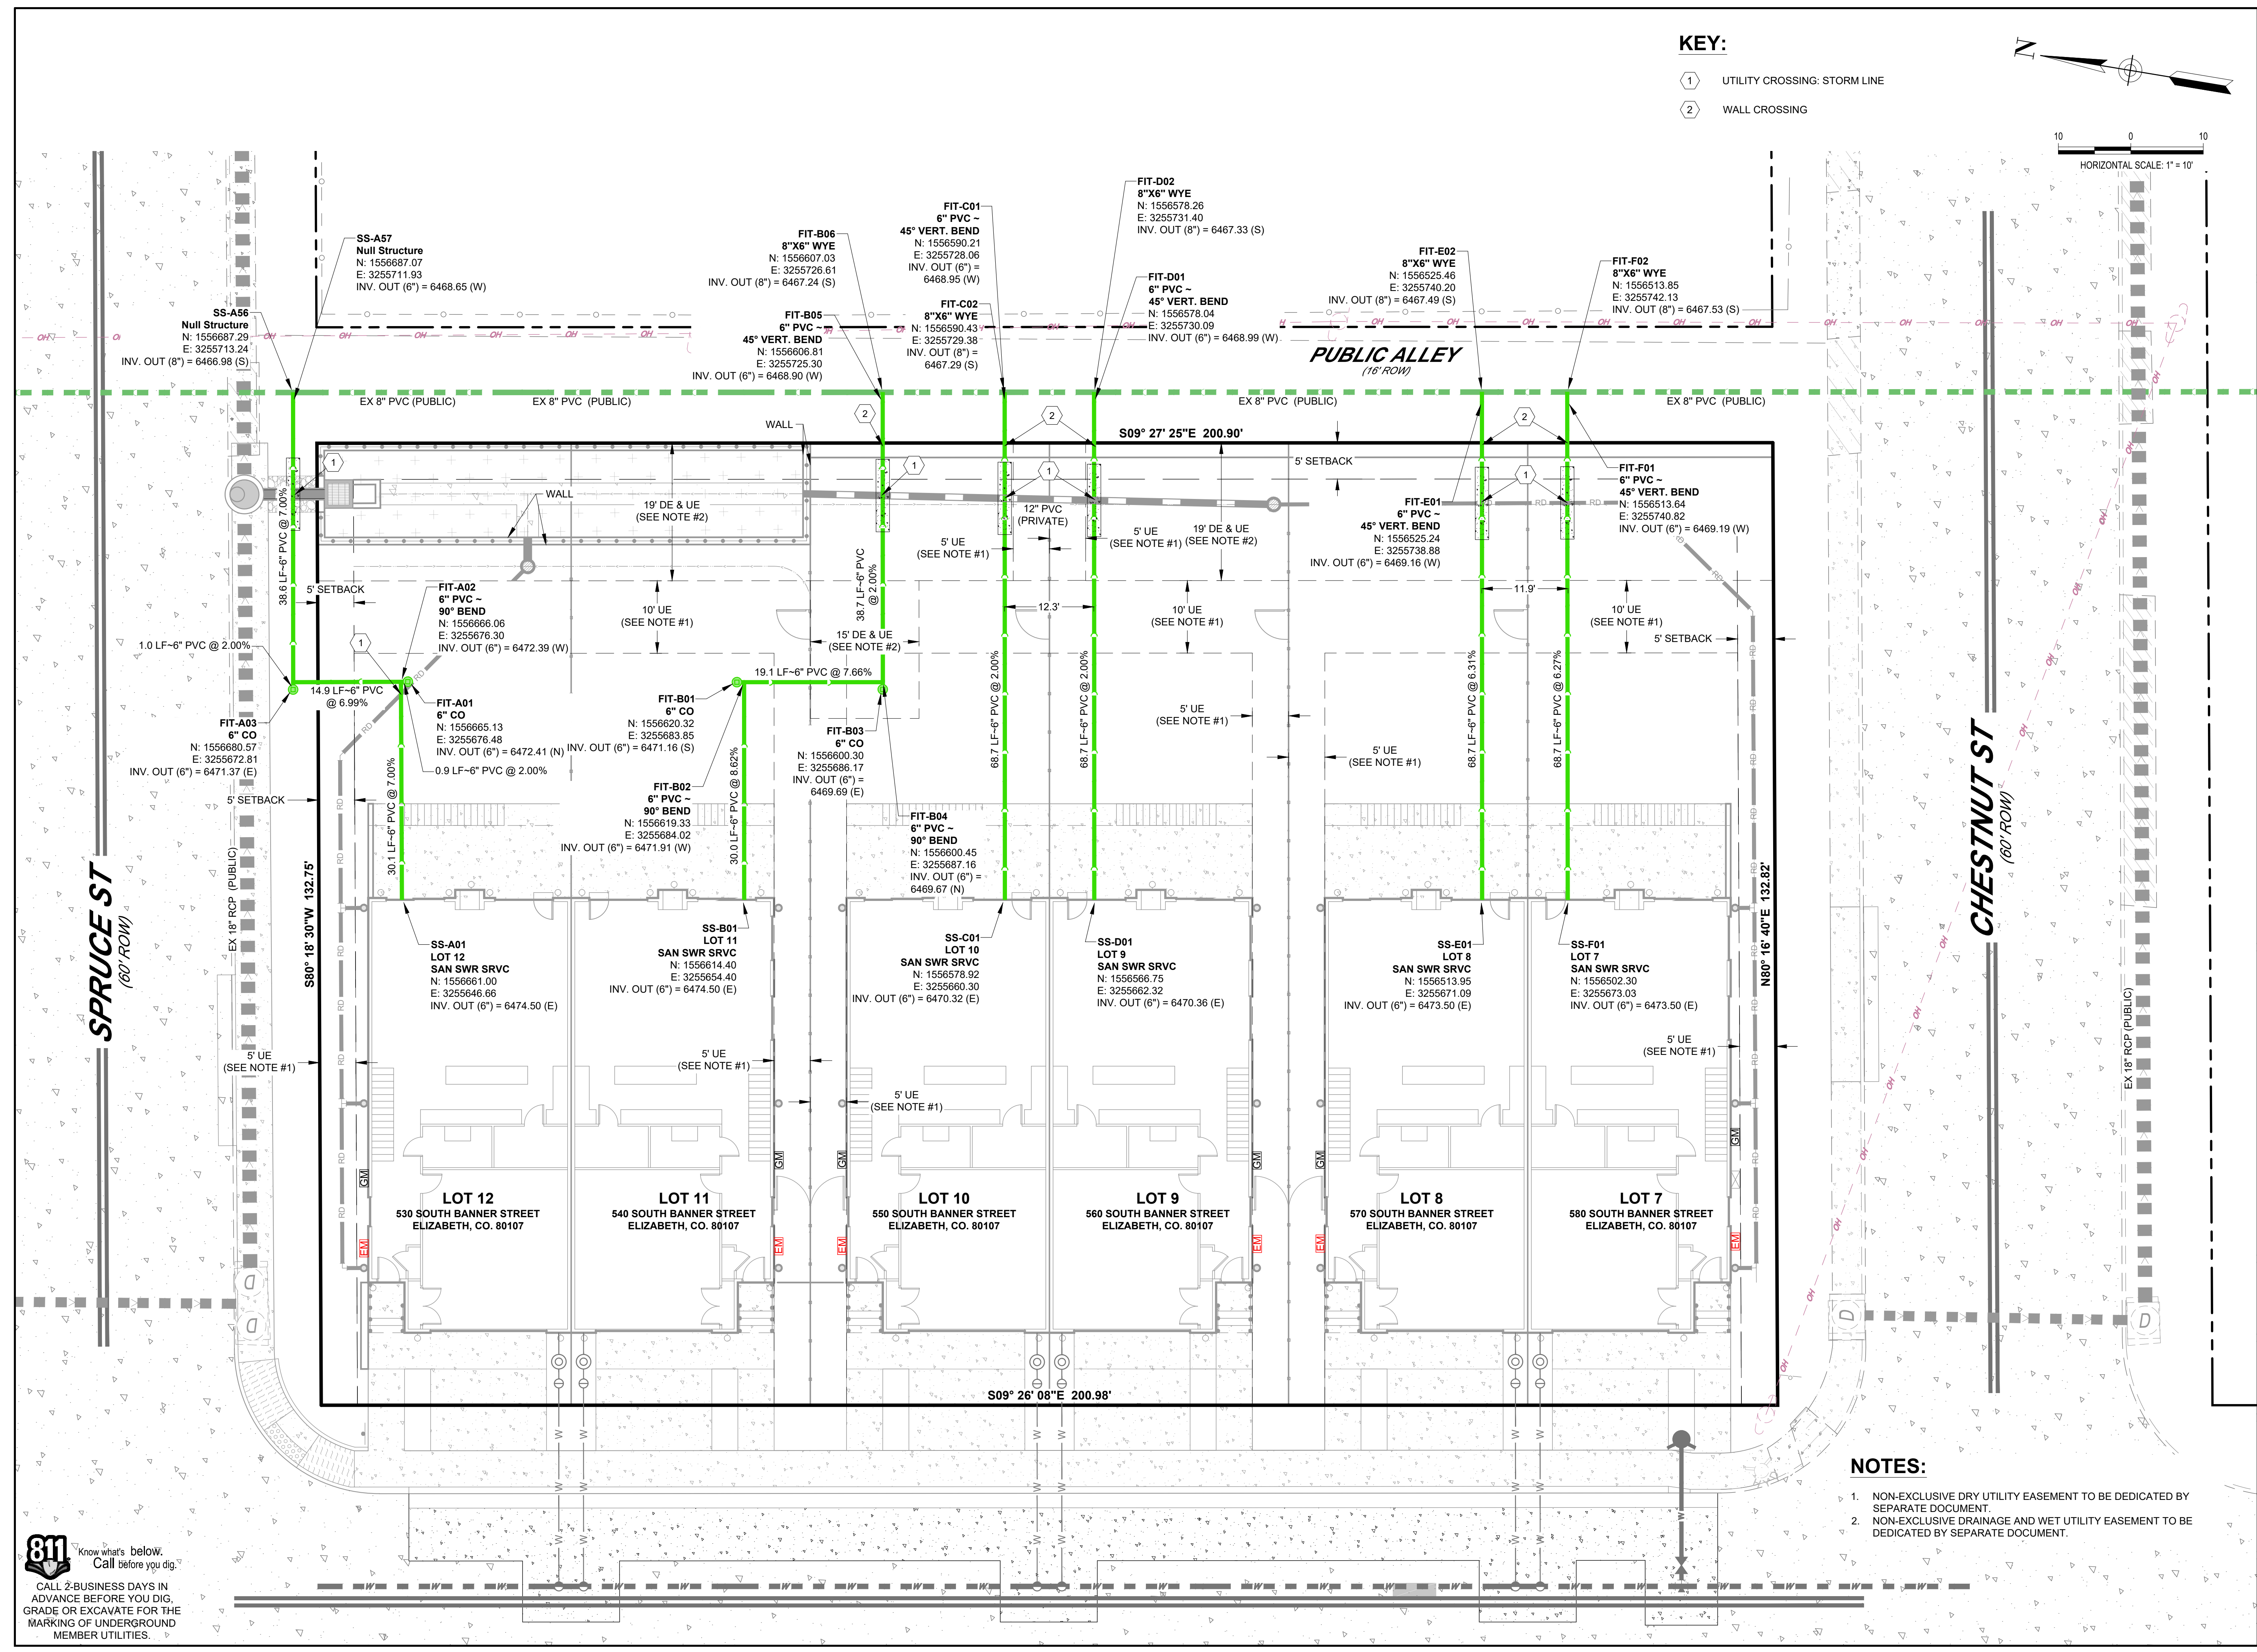 KEY:
1 UTILITY CROSSING: STORM LINE
2 WALL CROSSING
N
10 0 10
HORIZONTAL SCALE: 1" = 10'
SS-A57
Null Structure
N: 1556687.07
E: 3255711.93
INV. OUT (6") = 6468.65 (W)
SS-A56
Null Structure
N: 1556687.29
E: 3255713.24
INV. OUT (8") = 6466.98 (S)
FIT-B06
8"X6" WYE
N: 1556607.03
E: 3255726.61
INV. OUT (8") = 6467.24 (S)
FIT-B05
6" PVC ~
45° VERT. BEND
N: 1556606.81
E: 3255725.30
INV. OUT (6") = 6468.90 (W)
FIT-C01
6" PVC ~
45° VERT. BEND
N: 1556590.21
E: 3255728.06
INV. OUT (6") =
6468.95 (W)
FIT-C02
8"X6" WYE
N: 1556590.43
E: 3255729.38
INV. OUT (8") =
6467.29 (S)
FIT-D02
8"X6" WYE
N: 1556578.26
E: 3255731.40
INV. OUT (8") = 6467.33 (S)
FIT-D01
6" PVC ~
45° VERT. BEND
N: 1556578.04
E: 3255730.09
INV. OUT (6") = 6468.99 (W)
FIT-E02
8"X6" WYE
N: 1556525.46
E: 3255740.20
INV. OUT (8") = 6467.49 (S)
FIT-F02
8"X6" WYE
N: 1556513.85
E: 3255742.13
INV. OUT (8") = 6467.53 (S)
OH OH OH OH OH OH OH OH OH OH OH OH OH OH
PUBLIC ALLEY
(16' ROW)
EX 8" PVC (PUBLIC)
EX 8" PVC (PUBLIC)
EX 8" PVC (PUBLIC)
EX 8" PVC (PUBLIC)
WALL
2
2
2
S09° 27' 25"E 200.90'
5' SETBACK
1
1
1
1
WALL
19' DE & UE
(SEE NOTE #2)
12" PVC
(PRIVATE)
5' UE
(SEE NOTE #1)
5' UE
(SEE NOTE #1)
19' DE & UE
(SEE NOTE #2)
FIT-E01
6" PVC ~
45° VERT. BEND
N: 1556525.24
E: 3255738.88
INV. OUT (6") = 6469.16 (W)
RD RD RD
FIT-F01
6" PVC ~
45° VERT. BEND
N: 1556513.64
E: 3255740.82
INV. OUT (6") = 6469.19 (W)
38.6 LF~6" PVC @ 7.00%
5' SETBACK
FIT-A02
6" PVC ~
90° BEND
N: 1556666.06
E: 3255676.30
INV. OUT (6") = 6472.39 (W)
1
1.0 LF~6" PVC @ 2.00%
14.9 LF~6" PVC
@ 6.99%
10' UE
(SEE NOTE #1)
38.7 LF~6" PVC
@ 2.00%
15' DE & UE
(SEE NOTE #2)
12.3'
10' UE
(SEE NOTE #1)
11.9'
10' UE
(SEE NOTE #1)
5' SETBACK
19.1 LF~6" PVC @ 7.66%
FIT-A03
6" CO
N: 1556680.57
E: 3255672.81
INV. OUT (6") = 6471.37 (E)
FIT-A01
6" CO
N: 1556665.13
E: 3255676.48
INV. OUT (6") = 6472.41 (N)
0.9 LF~6" PVC @ 2.00%
FIT-B01
6" CO
N: 1556620.32
E: 3255683.85
INV. OUT (6") = 6471.16 (S)
FIT-B02
6" PVC ~
90° BEND
N: 1556619.33
E: 3255684.02
INV. OUT (6") = 6471.91 (W)
FIT-B03
6" CO
N: 1556600.30
E: 3255686.17
INV. OUT (6") =
6469.69 (E)
FIT-B04
6" PVC ~
90° BEND
N: 1556600.45
E: 3255687.16
INV. OUT (6") =
6469.67 (N)
30.1 LF~6" PVC @ 7.00%
30.0 LF~6" PVC @ 8.62%
68.7 LF~6" PVC @ 2.00%
68.7 LF~6" PVC @ 2.00%
68.7 LF~6" PVC @ 6.31%
68.7 LF~6" PVC @ 6.27%
5' UE
(SEE NOTE #1)
5' UE
(SEE NOTE #1)
5' SETBACK
SPRUCE ST
(60' ROW)
EX 18" RCP (PUBLIC)
S80° 18' 30"W 132.75'
N80° 16' 40"E 132.82'
CHESTNUT ST
(60' ROW)
EX 18" RCP (PUBLIC)
SS-A01
LOT 12
SAN SWR SRVC
N: 1556661.00
E: 3255646.66
INV. OUT (6") = 6474.50 (E)
SS-B01
LOT 11
SAN SWR SRVC
N: 1556614.40
E: 3255654.40
INV. OUT (6") = 6474.50 (E)
SS-C01
LOT 10
SAN SWR SRVC
N: 1556578.92
E: 3255660.30
INV. OUT (6") = 6470.32 (E)
SS-D01
LOT 9
SAN SWR SRVC
N: 1556566.75
E: 3255662.32
INV. OUT (6") = 6470.36 (E)
SS-E01
LOT 8
SAN SWR SRVC
N: 1556513.95
E: 3255671.09
INV. OUT (6") = 6473.50 (E)
SS-F01
LOT 7
SAN SWR SRVC
N: 1556502.30
E: 3255673.03
INV. OUT (6") = 6473.50 (E)
5' UE
(SEE NOTE #1)
5' UE
(SEE NOTE #1)
5' UE
(SEE NOTE #1)
5' UE
(SEE NOTE #1)
GM GM GM GM GM GM
LOT 12
530 SOUTH BANNER STREET
ELIZABETH, CO. 80107
LOT 11
540 SOUTH BANNER STREET
ELIZABETH, CO. 80107
LOT 10
550 SOUTH BANNER STREET
ELIZABETH, CO. 80107
LOT 9
560 SOUTH BANNER STREET
ELIZABETH, CO. 80107
LOT 8
570 SOUTH BANNER STREET
ELIZABETH, CO. 80107
LOT 7
580 SOUTH BANNER STREET
ELIZABETH, CO. 80107
EM EM EM EM EM EM
D D D D
S09° 26' 08"E 200.98'
W W W W W W
NOTES:
1. NON-EXCLUSIVE DRY UTILITY EASEMENT TO BE DEDICATED BY
SEPARATE DOCUMENT.
2. NON-EXCLUSIVE DRAINAGE AND WET UTILITY EASEMENT TO BE
DEDICATED BY SEPARATE DOCUMENT.
811 Know what's below.
Call before you dig.
CALL 2-BUSINESS DAYS IN
ADVANCE BEFORE YOU DIG,
GRADE OR EXCAVATE FOR THE
MARKING OF UNDERGROUND
MEMBER UTILITIES.